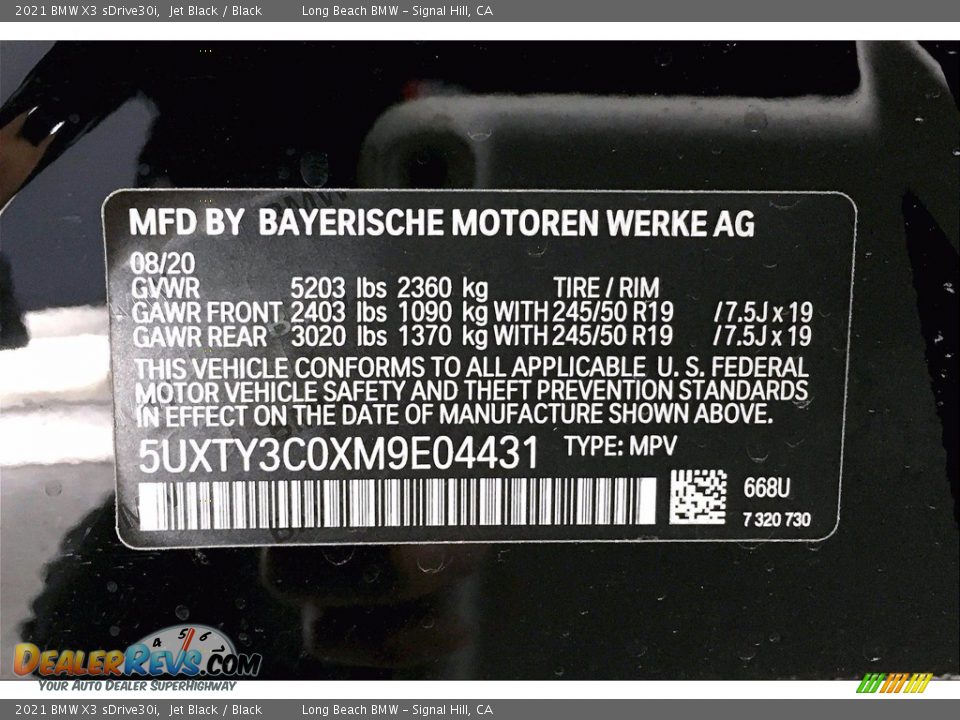 2021 BMW X3 sDrive30i, Jet Black / Black Long Beach BMW - Signal Hill, CA
MFD BY BAYERISCHE MOTOREN WERKE AG
08/20
GVWR 5203 lbs 2360 kg TIRE / RIM
GAWR FRONT 2403 lbs 1090 kg WITH 245/50 R19 /7.5J x 19
GAWR REAR 3020 lbs 1370 kg WITH 245/50 R19 /7.5J x 19
THIS VEHICLE CONFORMS TO ALL APPLICABLE U. S. FEDERAL
MOTOR VEHICLE SAFETY AND THEFT PREVENTION STANDARDS
IN EFFECT ON THE DATE OF MANUFACTURE SHOWN ABOVE.
5UXTY3C0XM9E04431 TYPE: MPV
668U
7 320 730
4 5 6
DEALERREVS.COM
YOUR AUTO DEALER SUPERHIGHWAY
2021 BMW X3 sDrive30i, Jet Black / Black Long Beach BMW - Signal Hill, CA